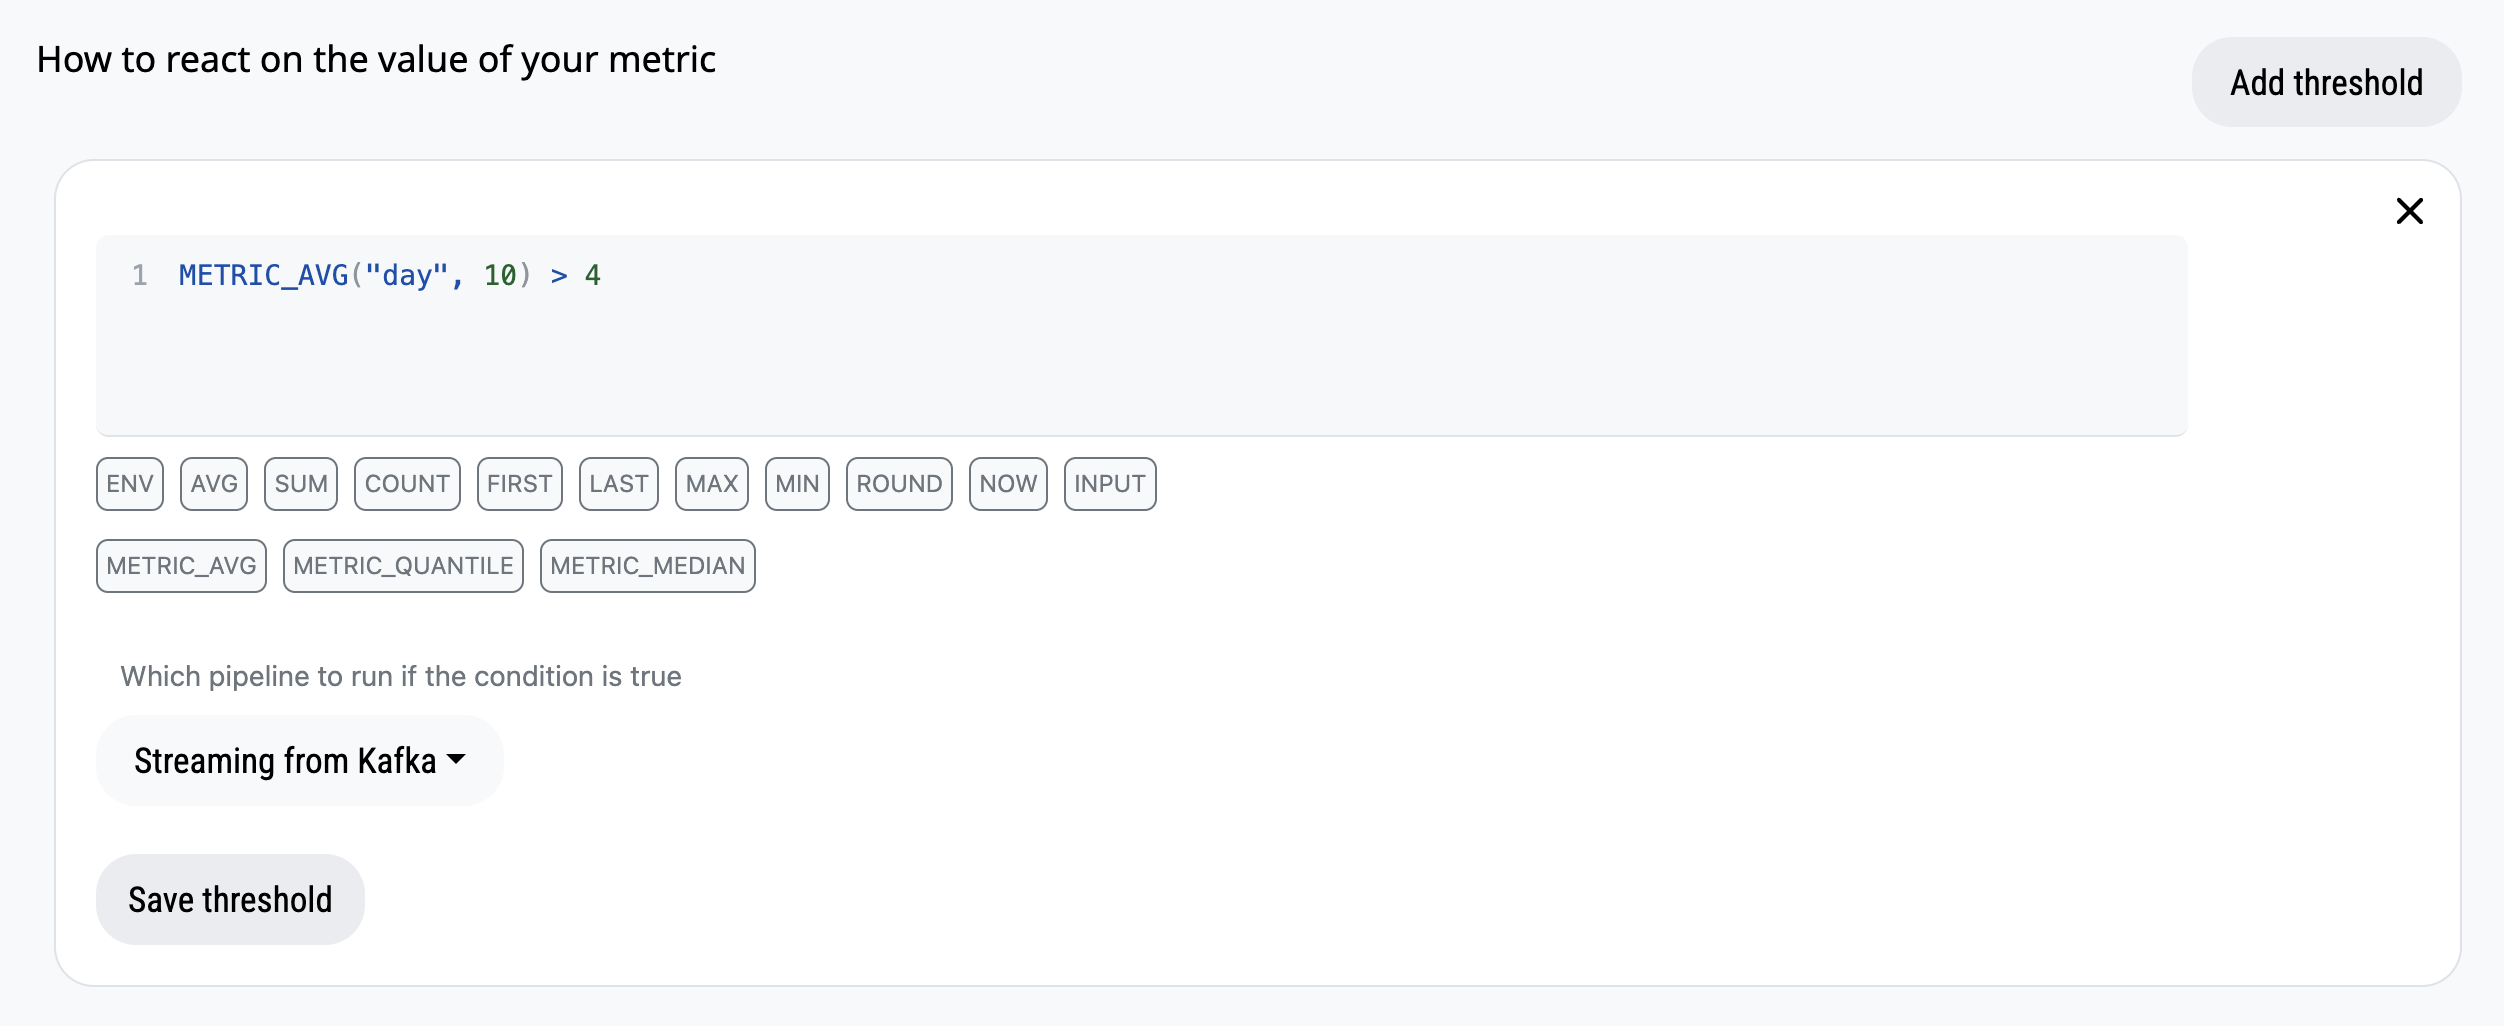 How to react on the value of your metric
Add threshold
1 METRIC_AVG("day", 10) > 4
ENV AVG SUM COUNT FIRST LAST MAX MIN ROUND NOW INPUT
METRIC_AVG METRIC_QUANTILE METRIC_MEDIAN
Which pipeline to run if the condition is true
Streaming from Kafka
Save threshold